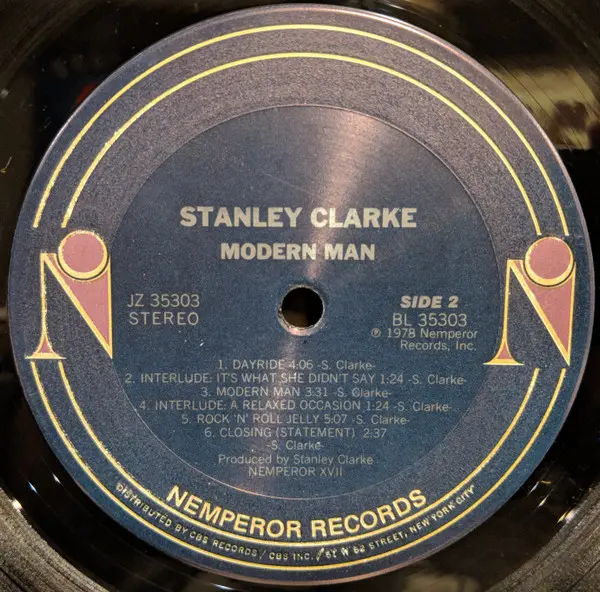 STANLEY CLARKE
MODERN MAN
JZ 35303
STEREO
SIDE 2
BL 35303
℗ 1978 Nemperor
Records, Inc.
1. DAYRIDE 4:06 -S. Clarke-
2. INTERLUDE: IT'S WHAT SHE DIDN'T SAY 1:24 -S. Clarke-
3. MODERN MAN 3:31 -S. Clarke-
4. INTERLUDE: A RELAXED OCCASION 1:24 -S. Clarke-
5. ROCK 'N' ROLL JELLY 5:07 -S. Clarke-
6. CLOSING (STATEMENT) 2:37
-S. Clarke-
Produced by Stanley Clarke
NEMPEROR XVII
NEMPEROR RECORDS
DISTRIBUTED BY CBS RECORDS / CBS INC. / 51 W 52 STREET, NEW YORK CITY